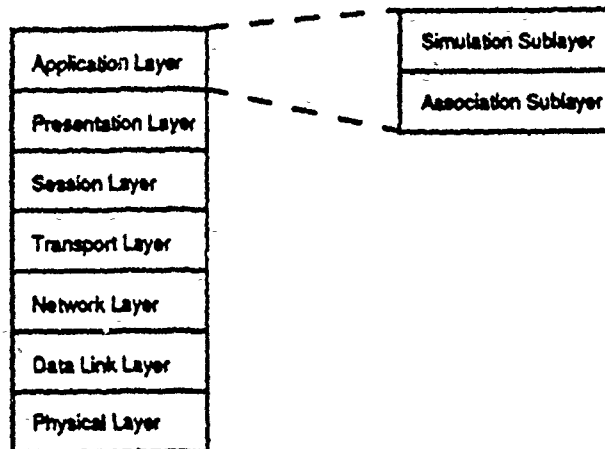 Application Layer
Presentation Layer
Session Layer
Transport Layer
Network Layer
Data Link Layer
Physical Layer
Simulation Sublayer
Association Sublayer